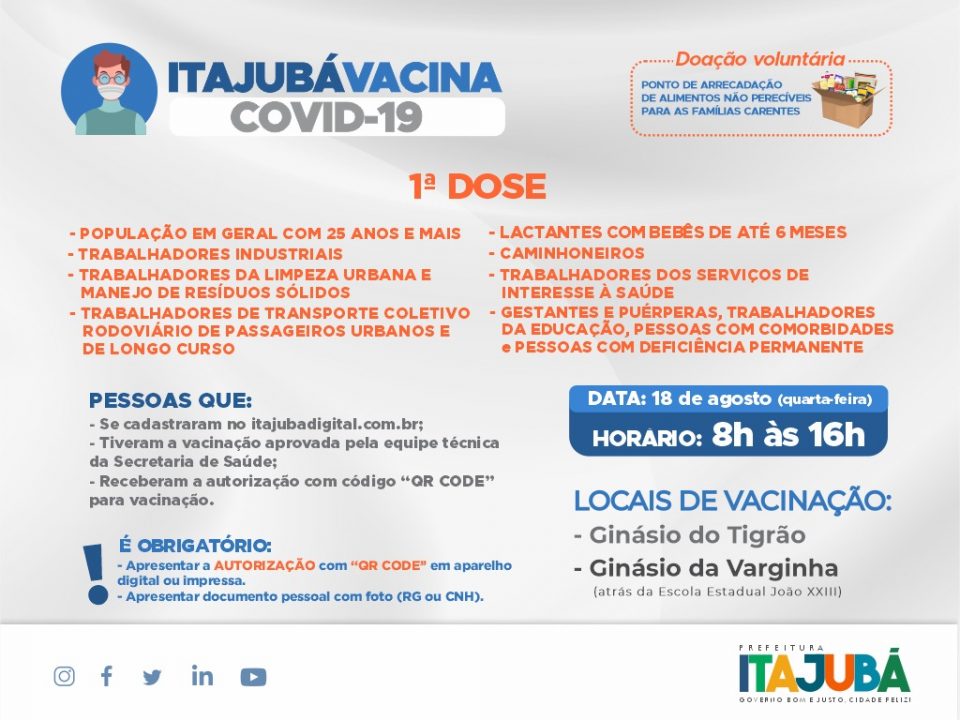 ITAJUBÁVACINA
COVID-19
Doação voluntária
PONTO DE ARRECADAÇÃO
DE ALIMENTOS NÃO PERECÍVEIS
PARA AS FAMÍLIAS CARENTES
1ª DOSE
- POPULAÇÃO EM GERAL COM 25 ANOS E MAIS
- TRABALHADORES INDUSTRIAIS
- TRABALHADORES DA LIMPEZA URBANA E
MANEJO DE RESÍDUOS SÓLIDOS
- TRABALHADORES DE TRANSPORTE COLETIVO
RODOVIÁRIO DE PASSAGEIROS URBANOS E
DE LONGO CURSO
- LACTANTES COM BEBÊS DE ATÉ 6 MESES
- CAMINHONEIROS
- TRABALHADORES DOS SERVIÇOS DE
INTERESSE À SAÚDE
- GESTANTES E PUÉRPERAS, TRABALHADORES
DA EDUCAÇÃO, PESSOAS COM COMORBIDADES
e PESSOAS COM DEFICIÊNCIA PERMANENTE
PESSOAS QUE:
- Se cadastraram no itajubadigital.com.br;
- Tiveram a vacinação aprovada pela equipe técnica
da Secretaria de Saúde;
- Receberam a autorização com código “QR CODE”
para vacinação.
É OBRIGATÓRIO:
- Apresentar a AUTORIZAÇÃO com “QR CODE” em aparelho
digital ou impressa.
- Apresentar documento pessoal com foto (RG ou CNH).
DATA: 18 de agosto (quarta-feira)
HORÁRIO: 8h às 16h
LOCAIS DE VACINAÇÃO:
- Ginásio do Tigrão
- Ginásio da Varginha
(atrás da Escola Estadual João XXIII)
PREFEITURA
ITAJUBÁ
GOVERNO BOM E JUSTO, CIDADE FELIZ!